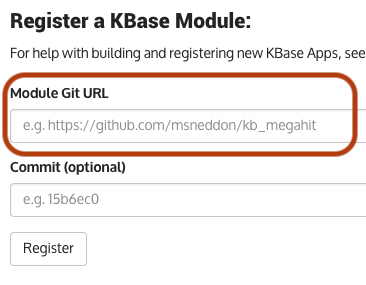 Register a KBase Module:
For help with building and registering new KBase Apps, see
Module Git URL
e.g. https://github.com/msneddon/kb_megahit
Commit (optional)
e.g. 15b6ec0
Register